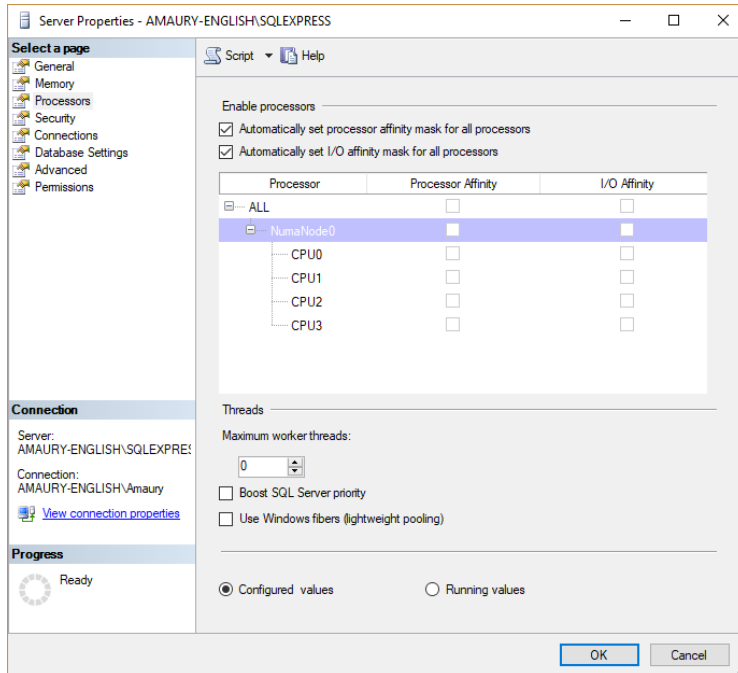 Server Properties - AMAURY-ENGLISH\SQLEXPRESS
Select a page
General
Memory
Processors
Security
Connections
Database Settings
Advanced
Permissions
Script Help
Enable processors
Automatically set processor affinity mask for all processors
Automatically set I/O affinity mask for all processors
Processor Processor Affinity I/O Affinity
ALL
NumaNode0
CPU0
CPU1
CPU2
CPU3
Connection
Server:
AMAURY-ENGLISH\SQLEXPRES
Connection:
AMAURY-ENGLISH\Amaury
View connection properties
Progress
Ready
Threads
Maximum worker threads:
0
Boost SQL Server priority
Use Windows fibers (lightweight pooling)
Configured values Running values
OK Cancel